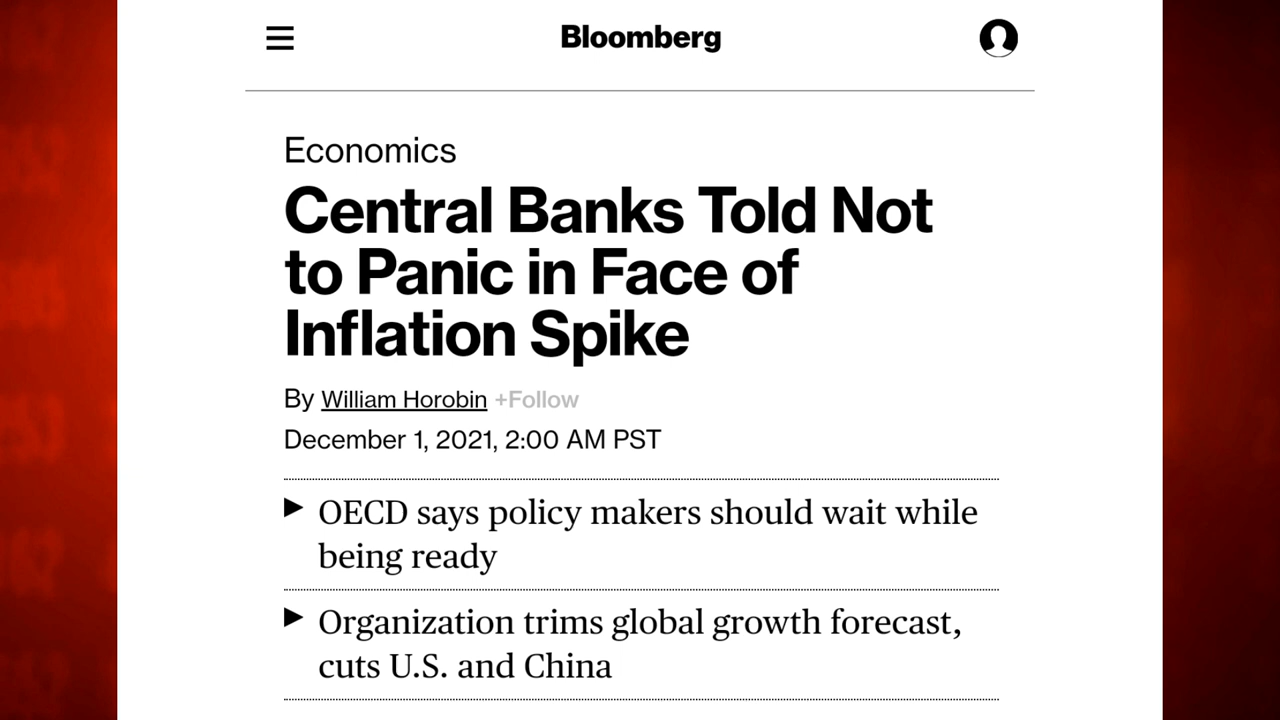 Bloomberg
Economics
Central Banks Told Not
to Panic in Face of
Inflation Spike
By William Horobin +Follow
December 1, 2021, 2:00 AM PST
OECD says policy makers should wait while
being ready
Organization trims global growth forecast,
cuts U.S. and China